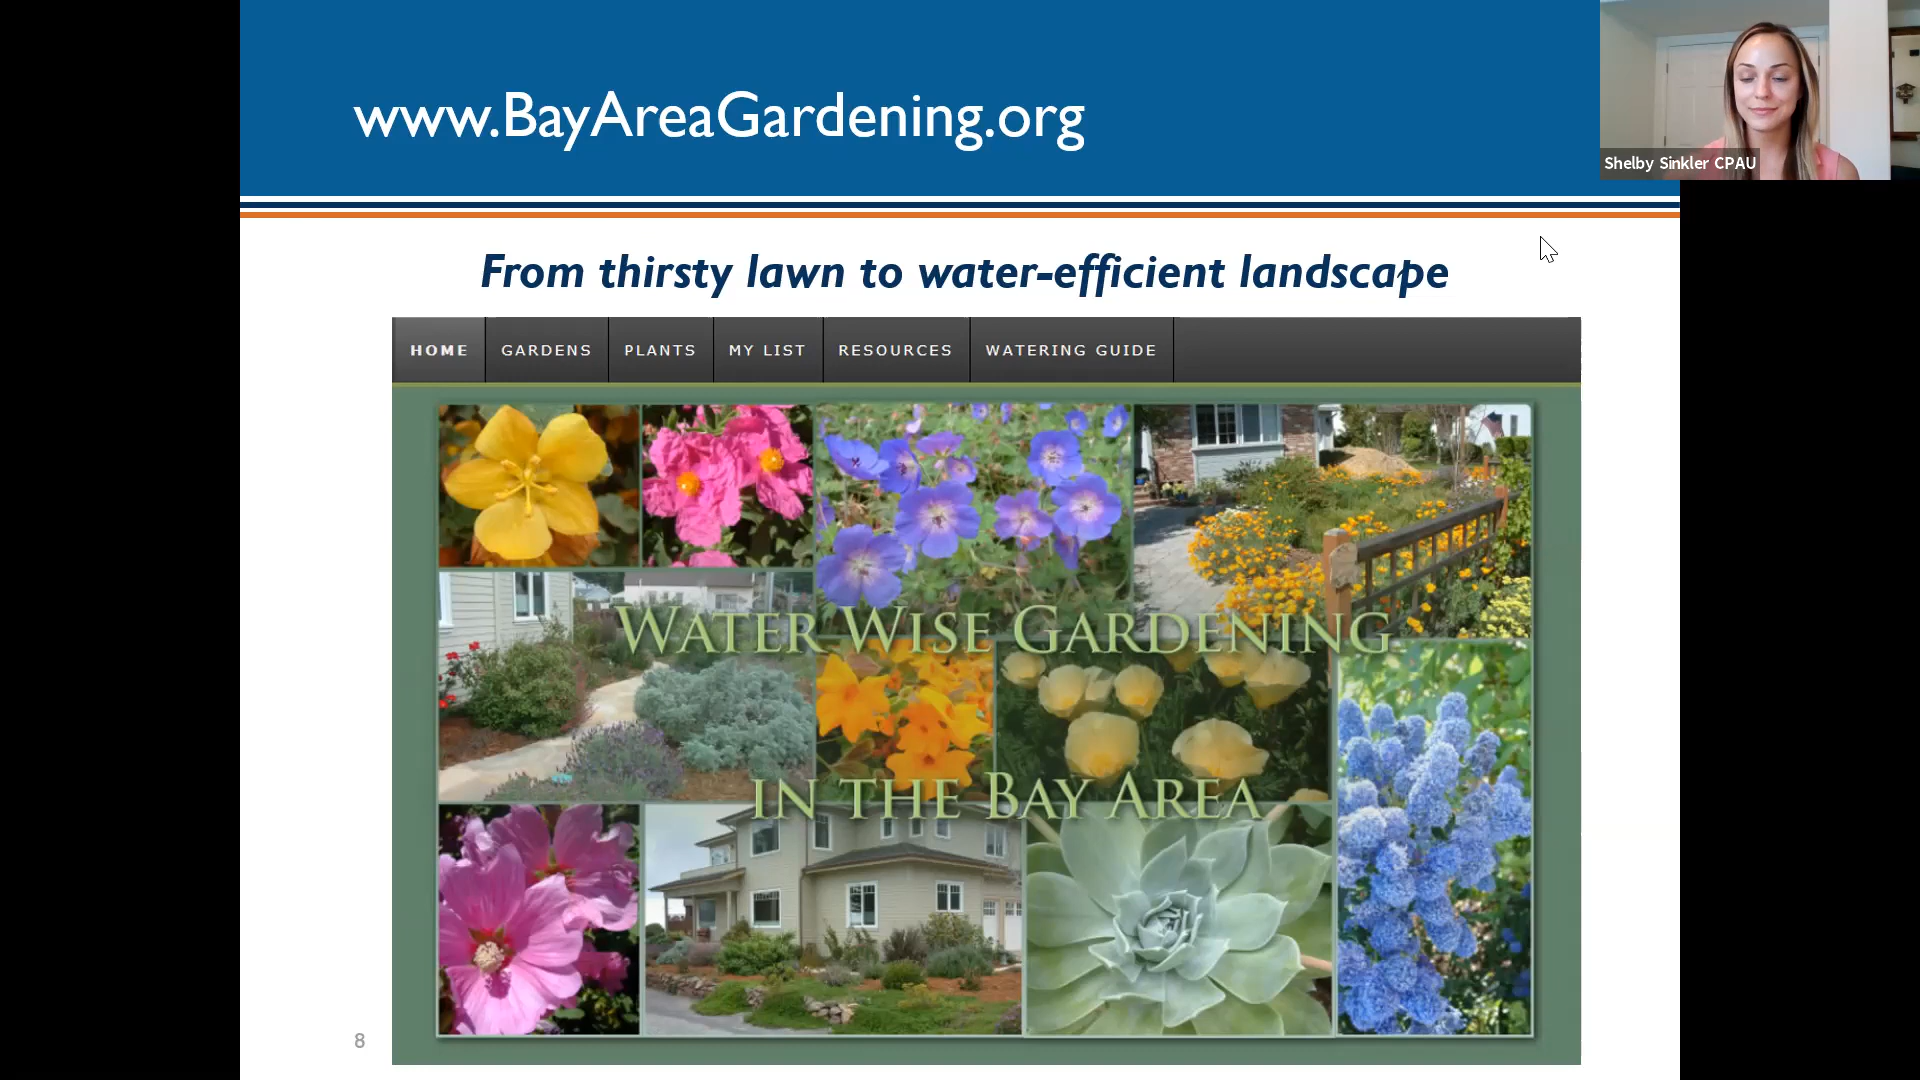 www.BayAreaGardening.org
Shelby Sinkler CPAU
From thirsty lawn to water-efficient landscape
HOME GARDENS PLANTS MY LIST RESOURCES WATERING GUIDE
WATER WISE GARDENING
IN THE BAY AREA
8